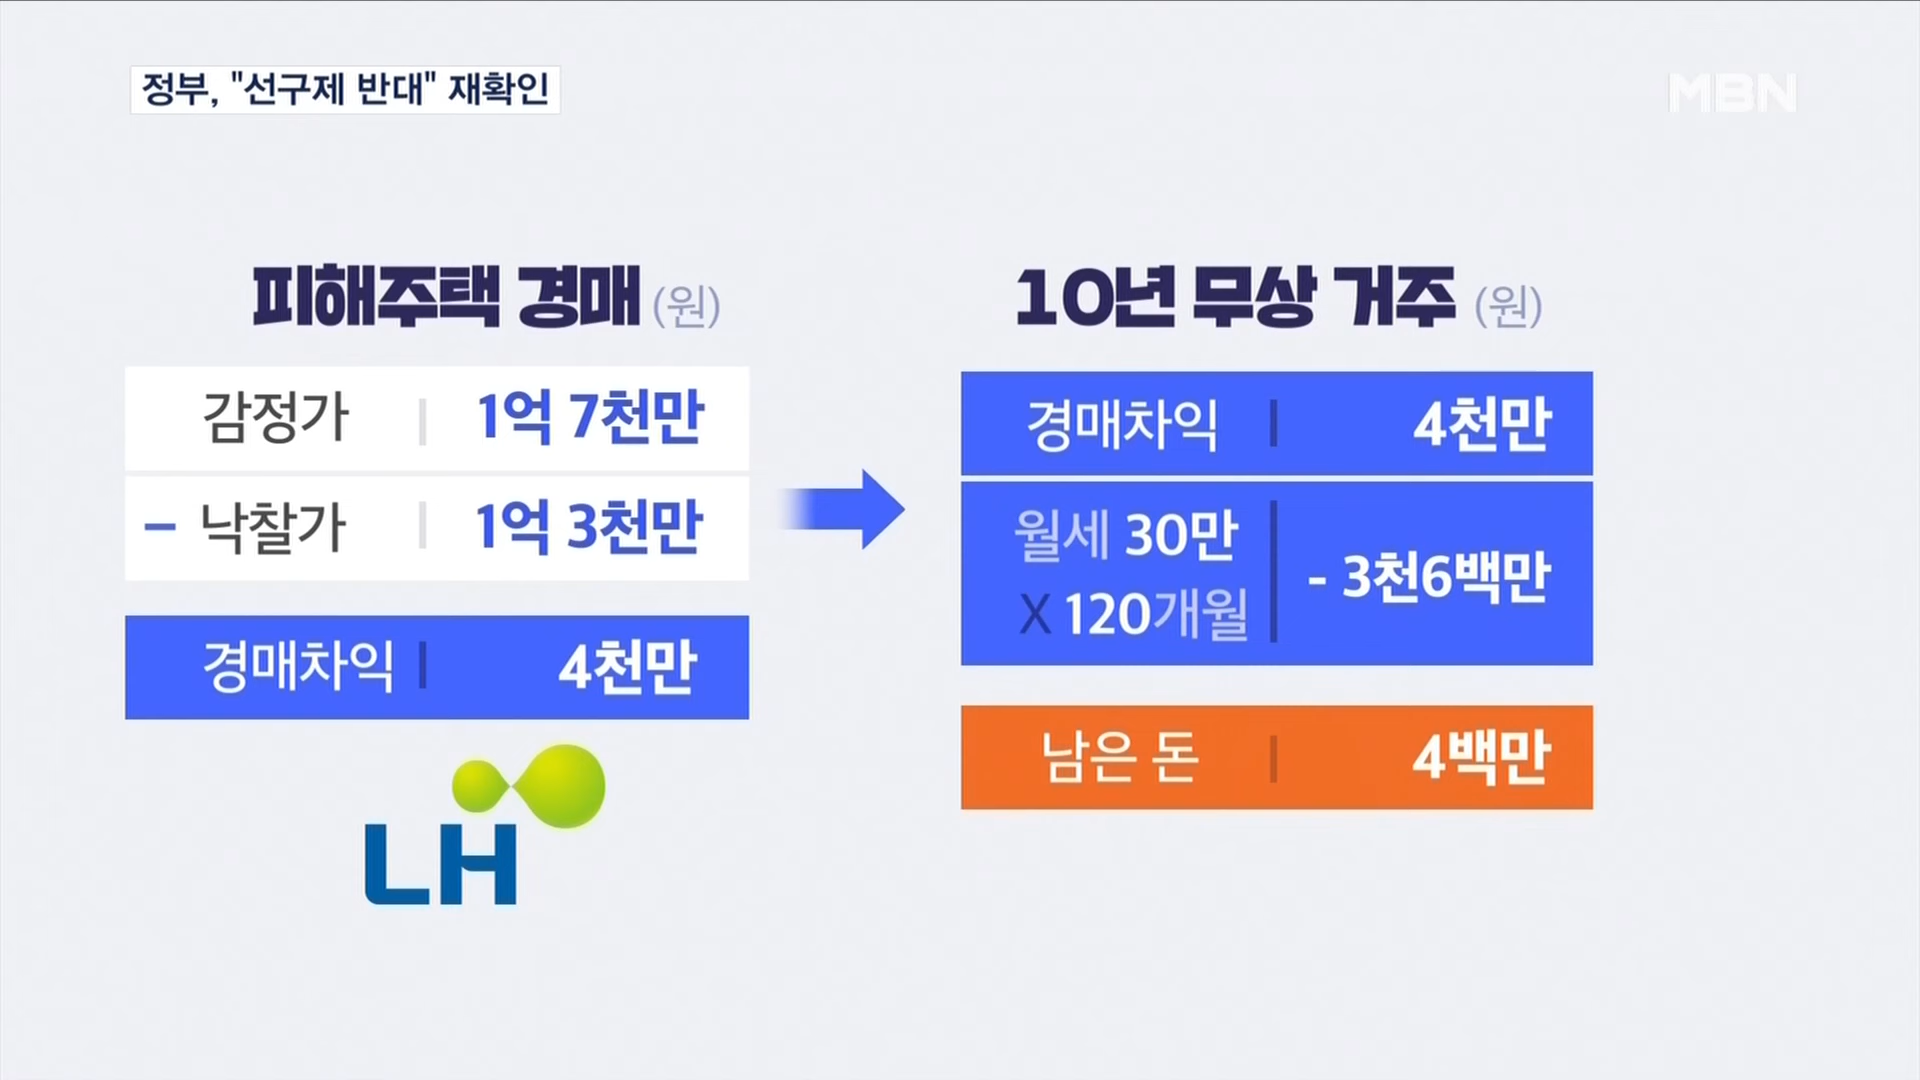 정부, "선구제 반대" 재확인
MBN
피해주택 경매 (원)
감정가 1억 7천만
- 낙찰가 1억 3천만
경매차익 4천만
LH
10년 무상 거주 (원)
경매차익 4천만
월세 30만
X 120개월
- 3천6백만
남은 돈 4백만